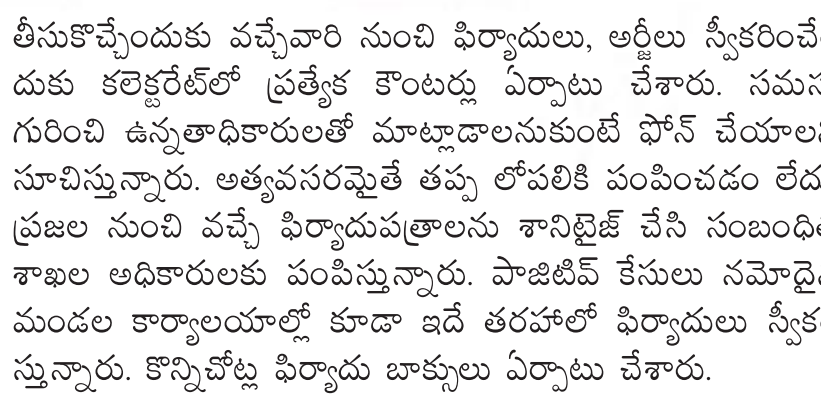 తీసుకొచ్చేందుకు వచ్చేవారి నుంచి ఫిర్యాదులు, అర్జీలు స్వీకరించే
దుకు కలెక్టరేట్‌లో ప్రత్యేక కౌంటర్లు ఏర్పాటు చేశారు. సమస
గురించి ఉన్నతాధికారులతో మాట్లాడాలనుకుంటే ఫోన్ చేయాల
సూచిస్తున్నారు. అత్యవసరమైతే తప్ప లోపలికి పంపించడం లేదు
ప్రజల నుంచి వచ్చే ఫిర్యాదుపత్రాలను శానిటైజ్ చేసి సంబంధి
శాఖల అధికారులకు పంపిస్తున్నారు. పాజిటివ్ కేసులు నమోదై
మండల కార్యాలయాల్లో కూడా ఇదే తరహాలో ఫిర్యాదులు స్వీక
స్తున్నారు. కొన్నిచోట్ల ఫిర్యాదు బాక్సులు ఏర్పాటు చేశారు.